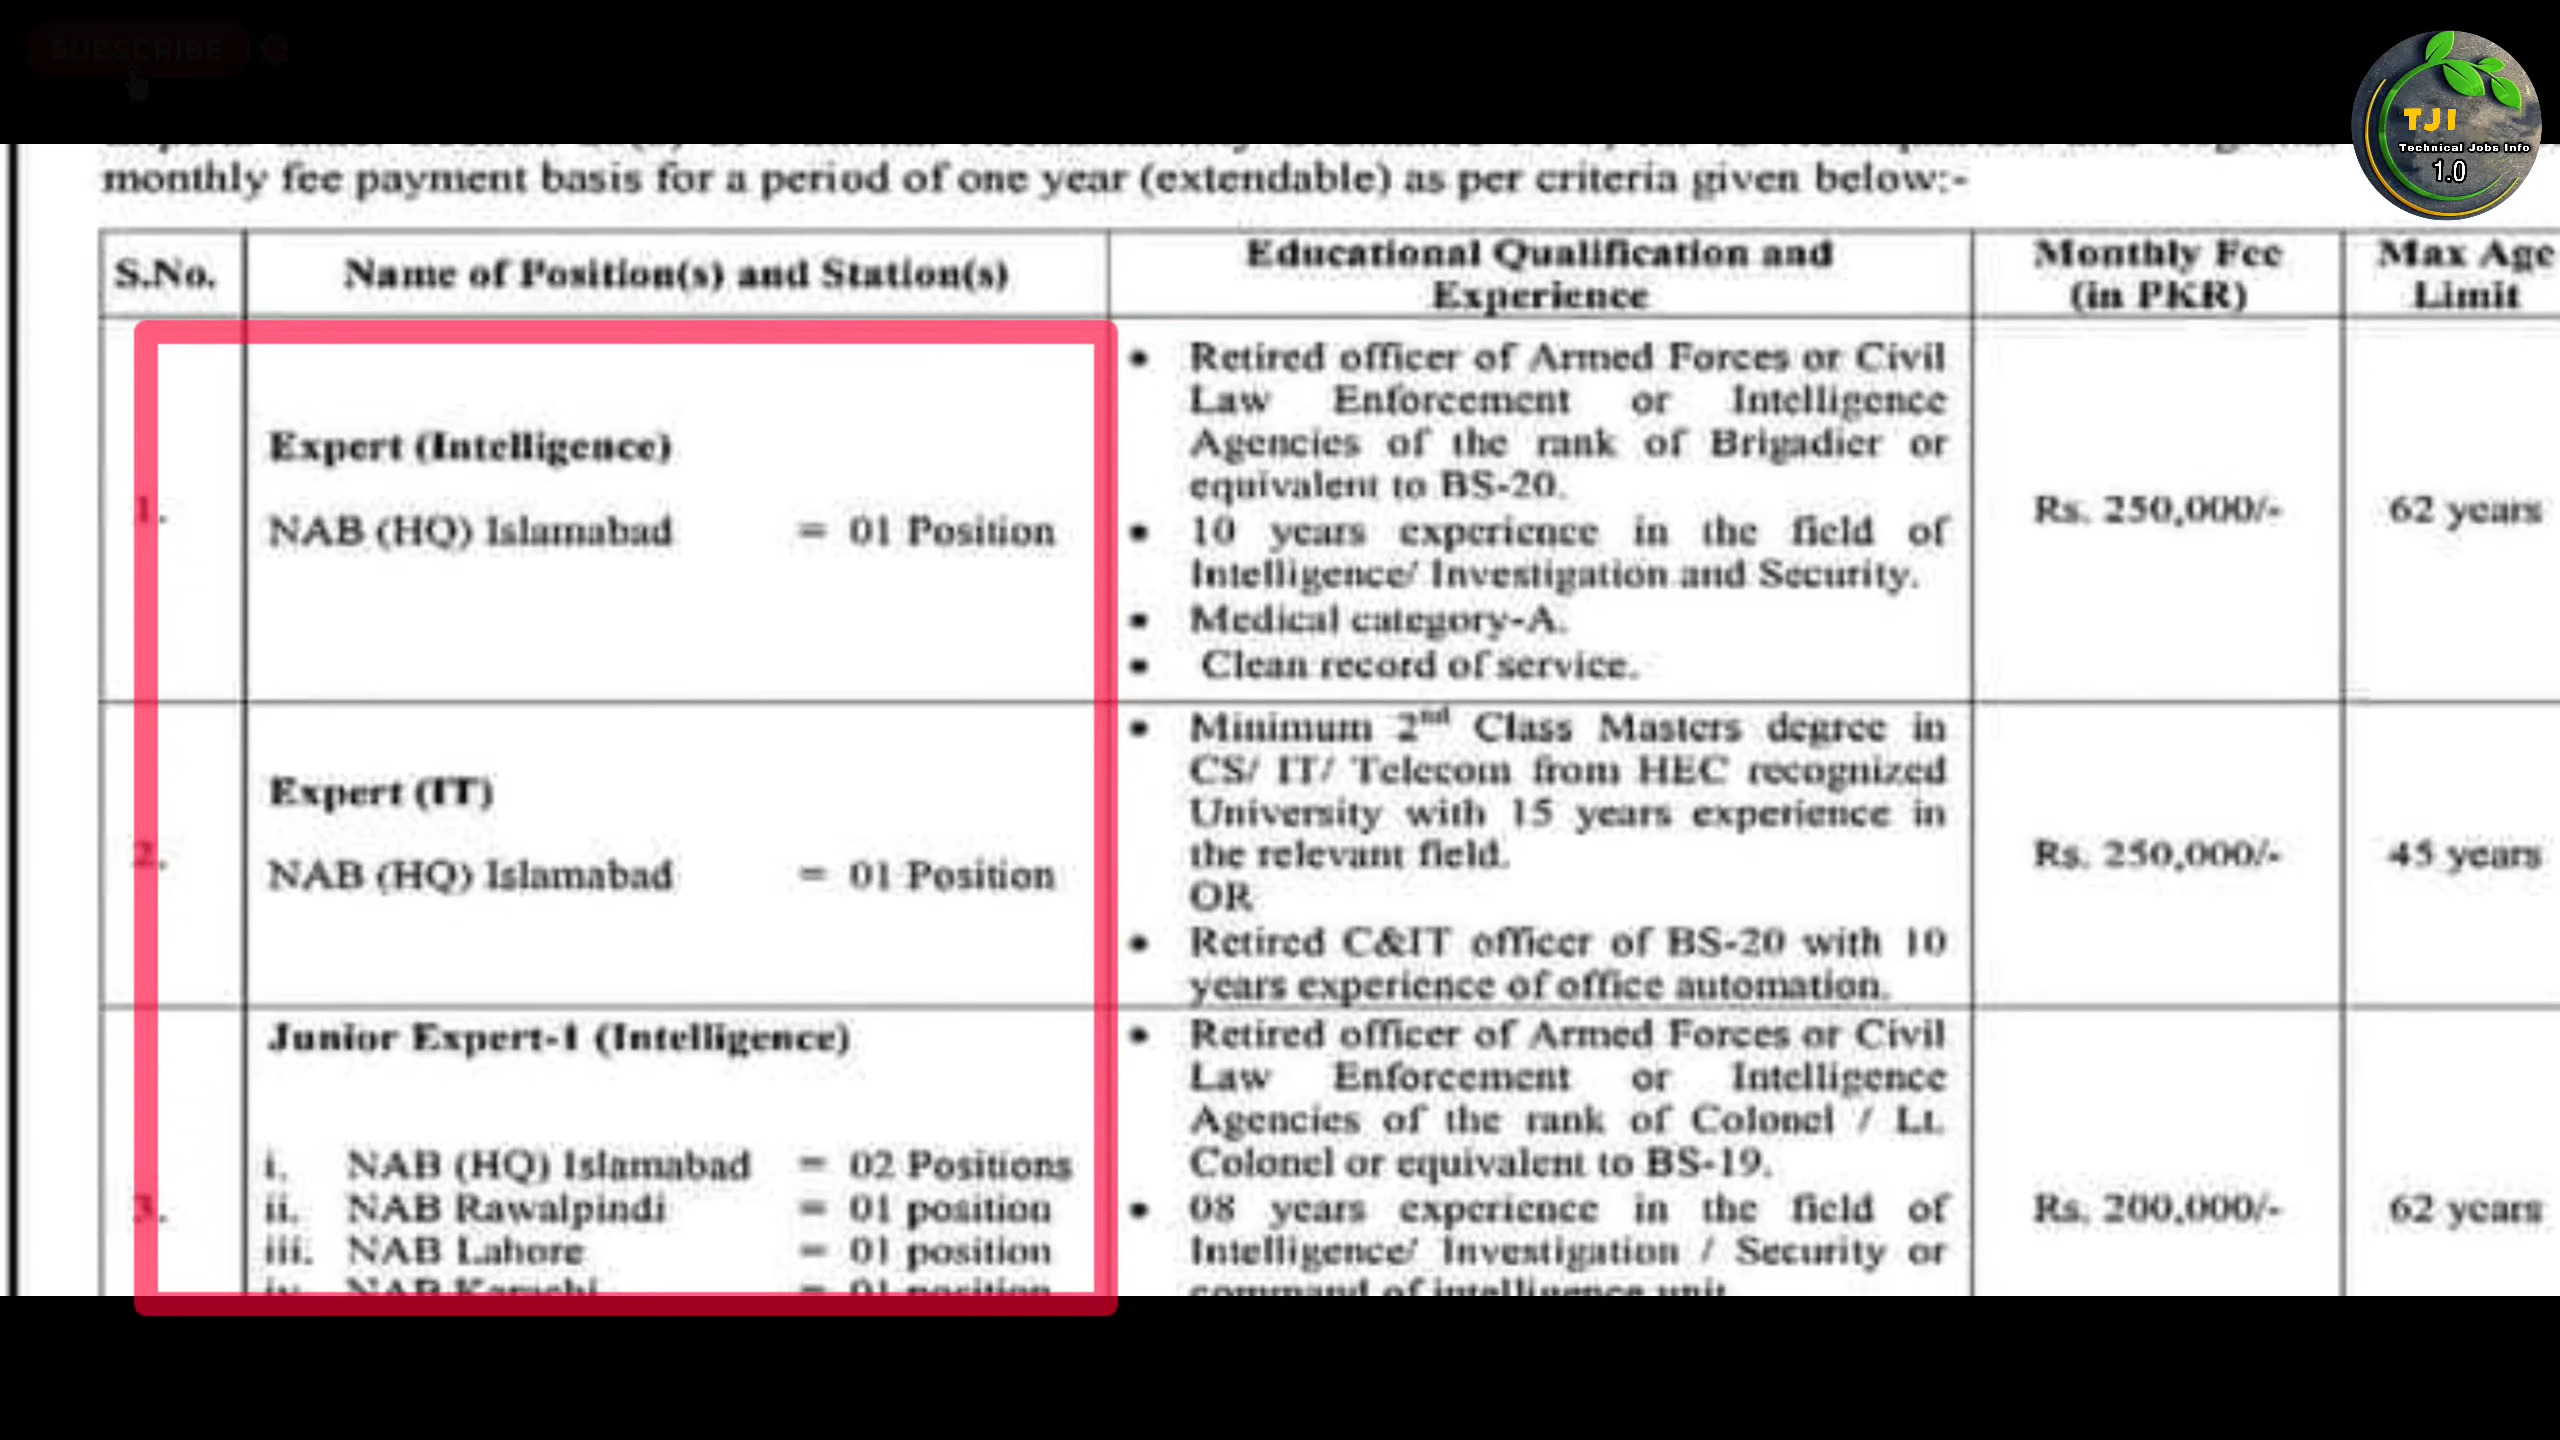 SUBSCRIBE
TJI
Technical Jobs Info
1.0
monthly fee payment basis for a period of one year (extendable) as per criteria given below:-
S.No.
Name of Position(s) and Station(s)
Educational Qualification and
Experience
Monthly Fee
(in PKR)
Max Age
Limit
1.
Expert (Intelligence)
NAB (HQ) Islamabad = 01 Position
• Retired officer of Armed Forces or Civil
Law Enforcement or Intelligence
Agencies of the rank of Brigadier or
equivalent to BS-20.
• 10 years experience in the field of
Intelligence/ Investigation and Security.
• Medical category-A.
• Clean record of service.
Rs. 250,000/-
62 years
2.
Expert (IT)
NAB (HQ) Islamabad = 01 Position
• Minimum 2nd Class Masters degree in
CS/ IT/ Telecom from HEC recognized
University with 15 years experience in
the relevant field.
OR
• Retired C&IT officer of BS-20 with 10
years experience of office automation.
Rs. 250,000/-
45 years
3.
Junior Expert-1 (Intelligence)
i. NAB (HQ) Islamabad = 02 Positions
ii. NAB Rawalpindi = 01 position
iii. NAB Lahore = 01 position
iv. NAB Karachi = 01 position
• Retired officer of Armed Forces or Civil
Law Enforcement or Intelligence
Agencies of the rank of Colonel / Lt.
Colonel or equivalent to BS-19.
• 08 years experience in the field of
Intelligence/ Investigation / Security or
command of intelligence unit
Rs. 200,000/-
62 years